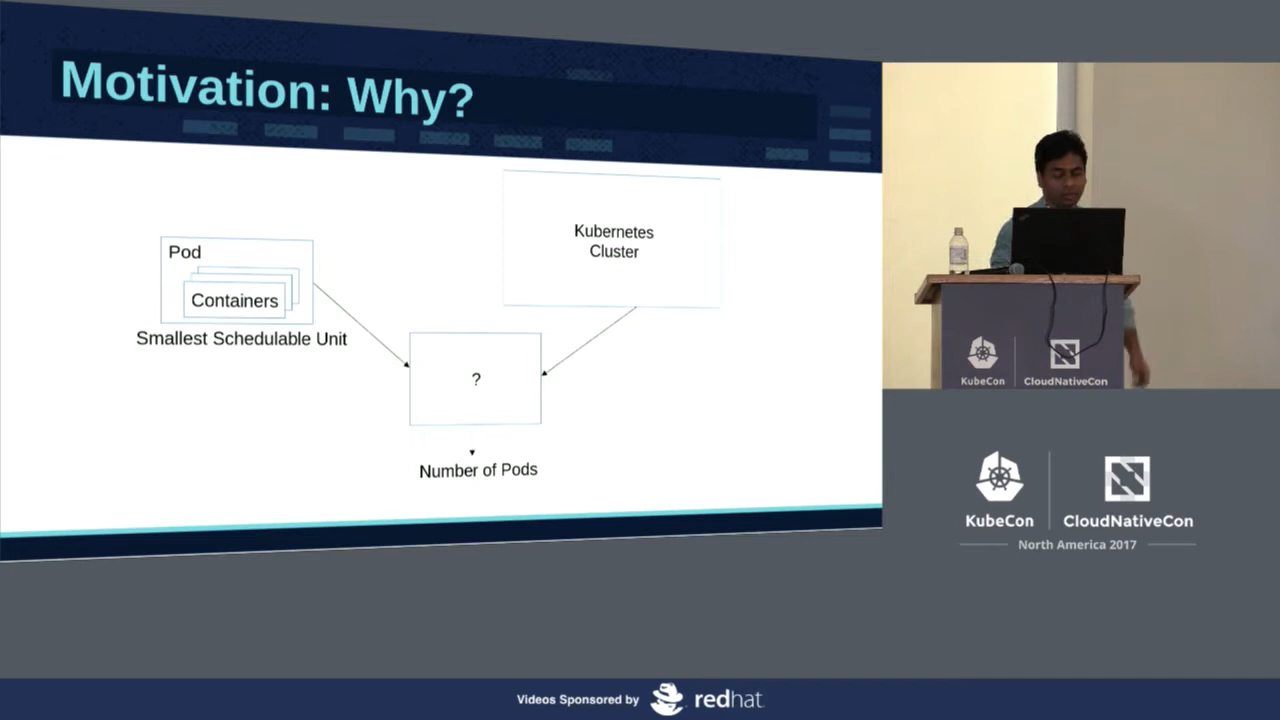 Motivation: Why?
Kubernetes
Cluster
Pod
Containers
Smallest Schedulable Unit
?
Number of Pods
KubeCon
CloudNativeCon
KubeCon
CloudNativeCon
North America 2017
Videos Sponsored by
redhat.